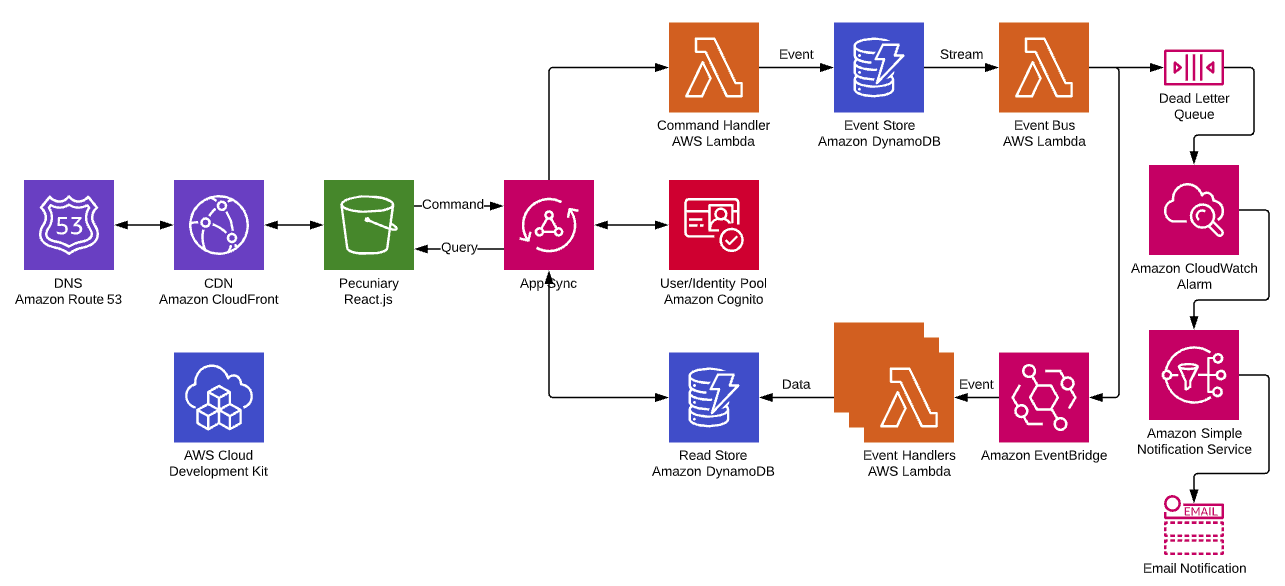 Event
Stream
Command Handler
AWS Lambda
Event Store
Amazon DynamoDB
Event Bus
AWS Lambda
Dead Letter
Queue
53
Command
Query
DNS
Amazon Route 53
CDN
Amazon CloudFront
Pecuniary
React.js
App Sync
User/Identity Pool
Amazon Cognito
Amazon CloudWatch
Alarm
Data
Event
AWS Cloud
Development Kit
Read Store
Amazon DynamoDB
Event Handlers
AWS Lambda
Amazon EventBridge
Amazon Simple
Notification Service
EMAIL
Email Notification